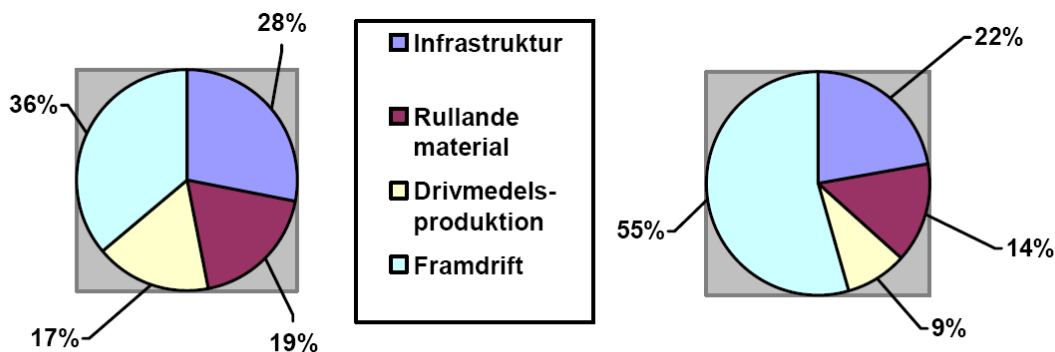 28%
36%
17%
19%
Infrastruktur
Rullande
material
Drivmedels-
produktion
Framdrift
22%
55%
14%
9%